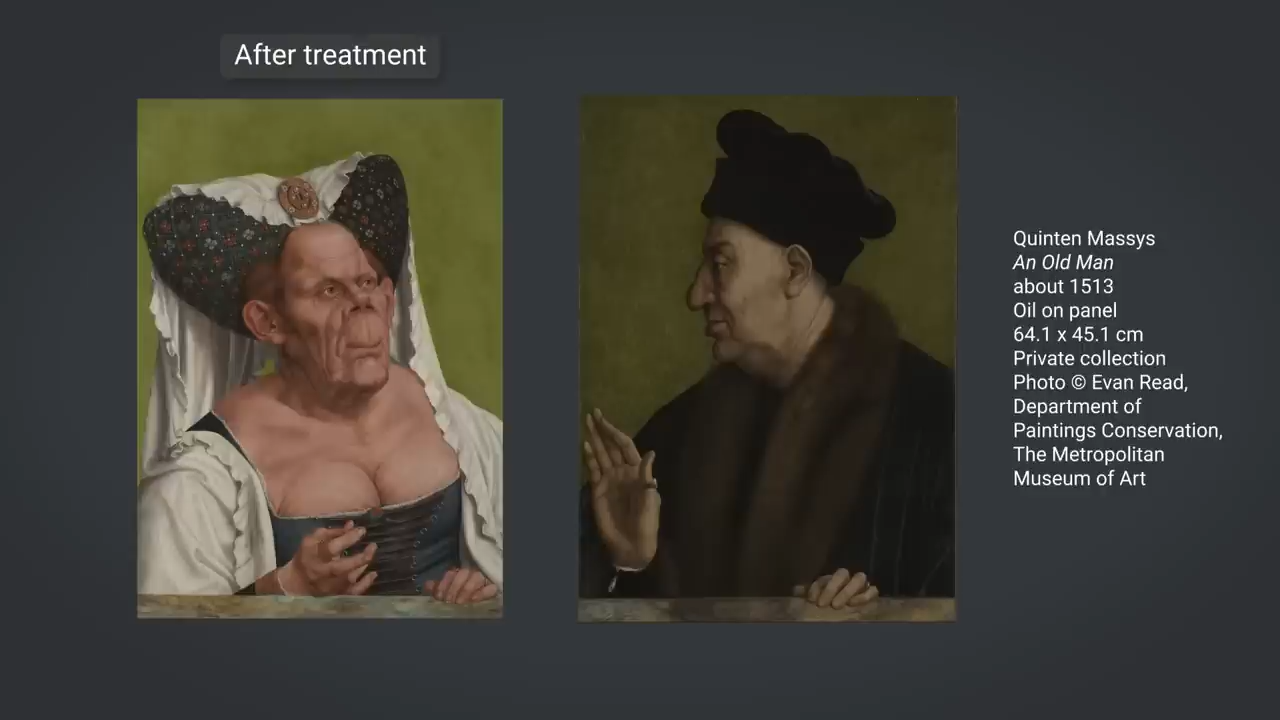 After treatment
Quinten Massys
An Old Man
about 1513
Oil on panel
64.1 x 45.1 cm
Private collection
Photo © Evan Read,
Department of
Paintings Conservation,
The Metropolitan
Museum of Art